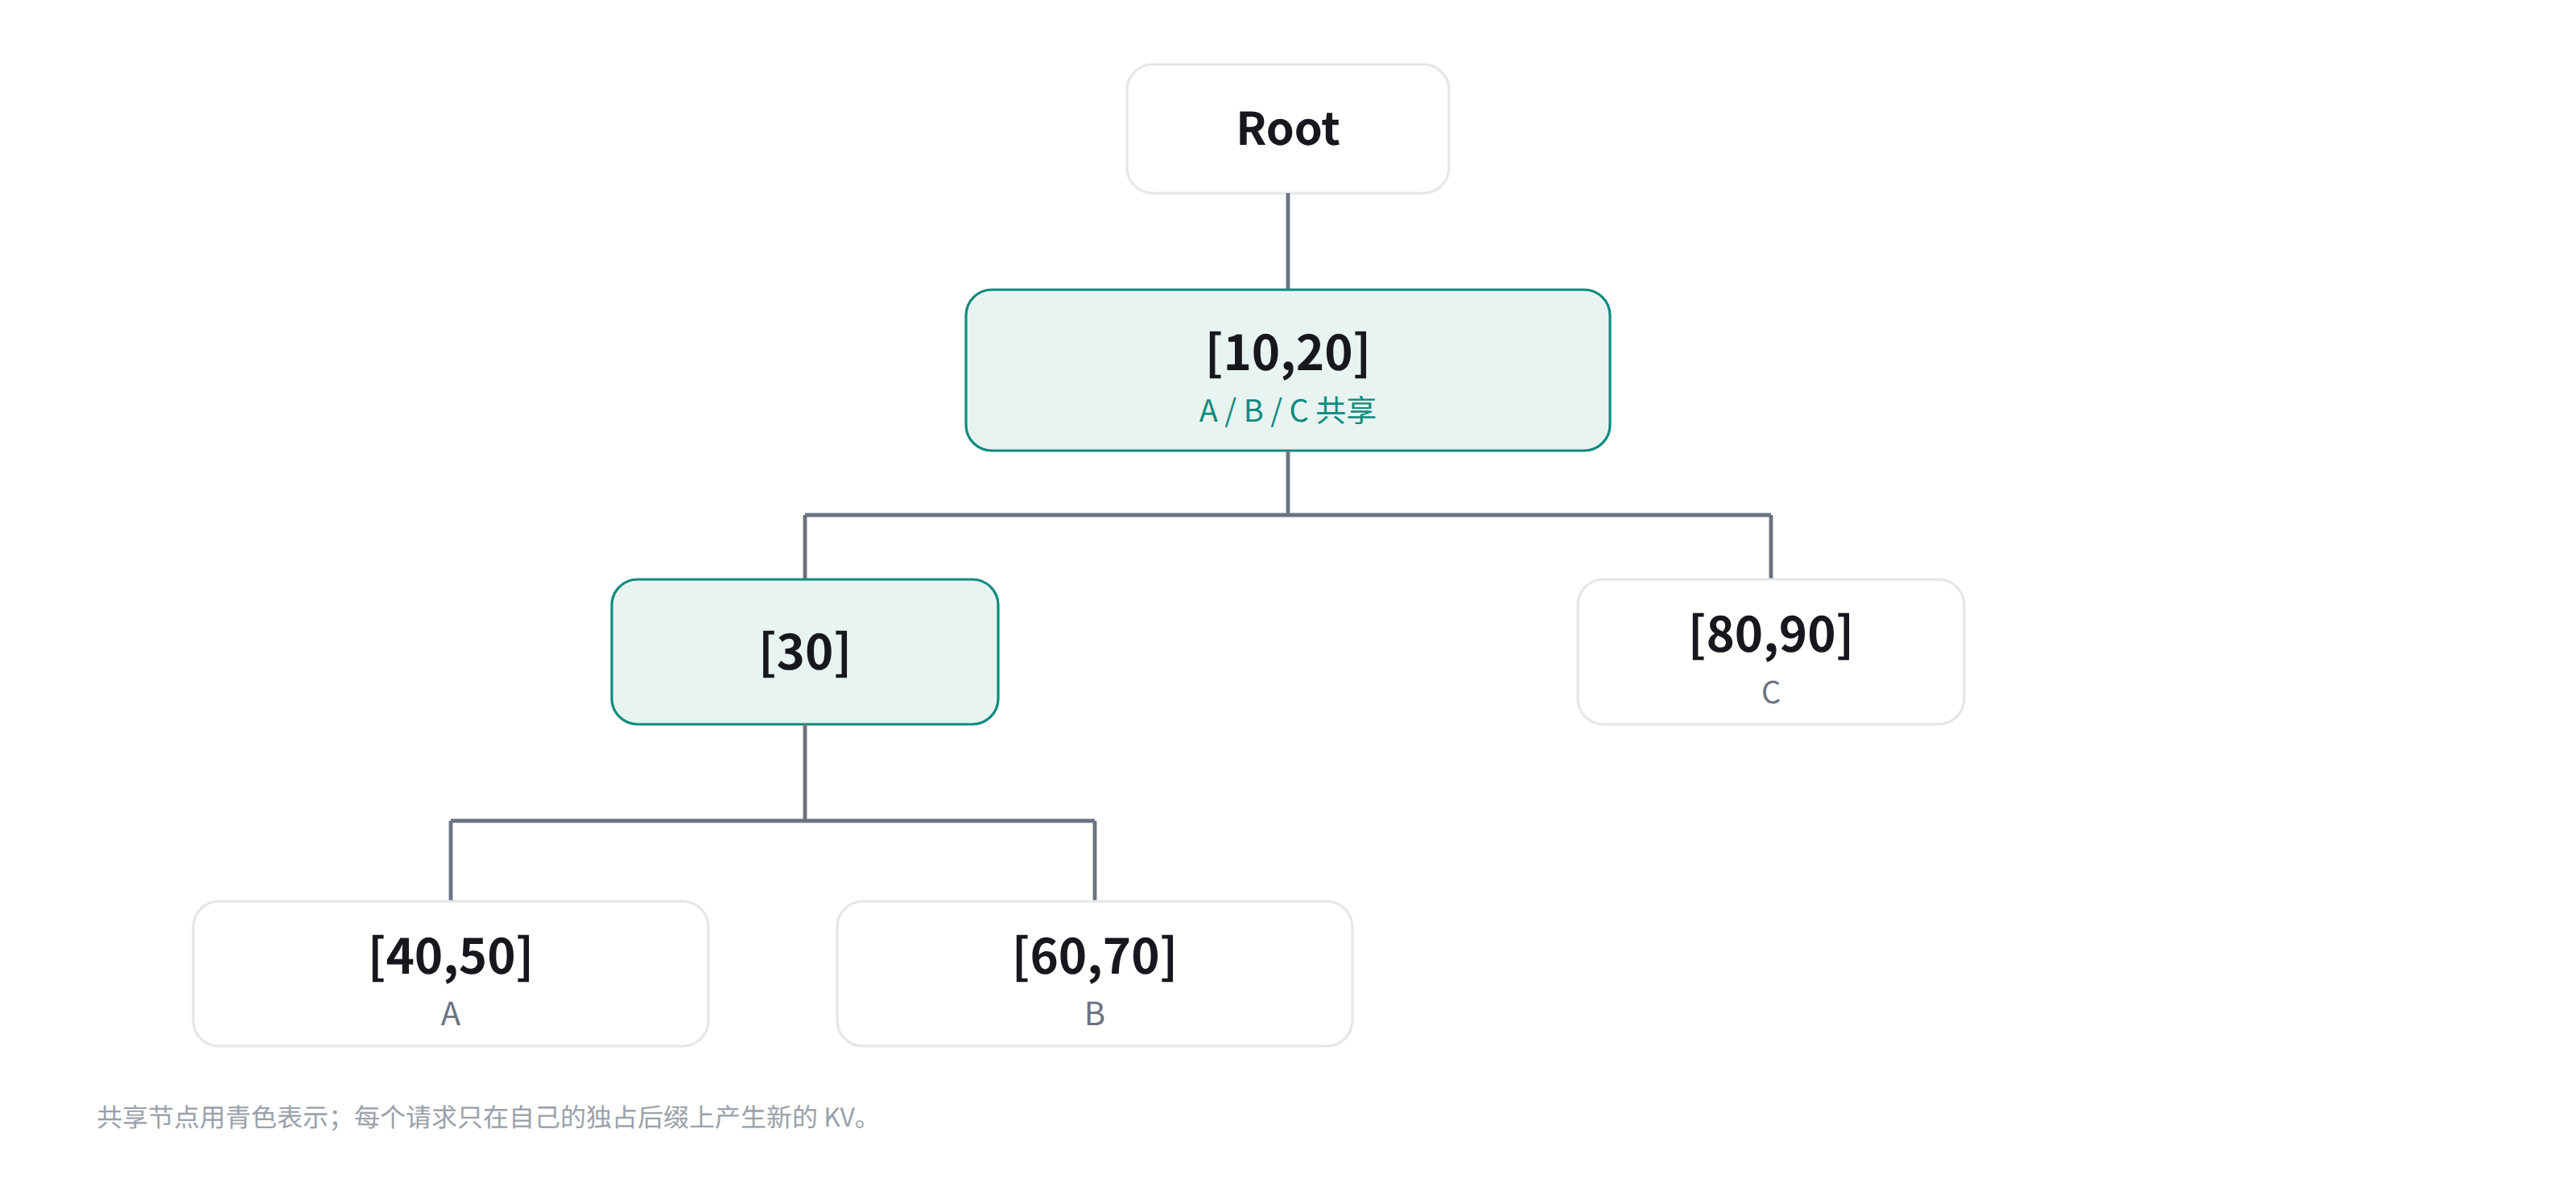 Root
[10,20]
A / B / C 共享
[30]
[80,90]
C
[40,50]
A
[60,70]
B
共享节点用青色表示；每个请求只在自己的独占后缀上产生新的 KV。